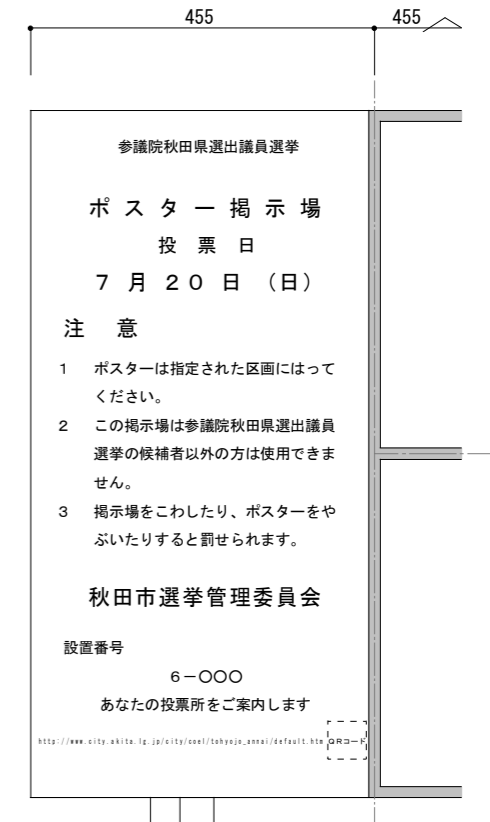 455
455
参議院秋田県選出議員選挙
ポスター掲示場
投票日
７月２０日（日）
注意
1 ポスターは指定された区画にはって
ください。
2 この掲示場は参議院秋田県選出議員
選挙の候補者以外の方は使用できま
せん。
3 掲示場をこわしたり、ポスターをや
ぶいたりすると罰せられます。
秋田市選挙管理委員会
設置番号
６－〇〇〇
あなたの投票所をご案内します
http://www.city.akita.lg.jp/city/coel/tohyojo_annai/default.htm QRコード